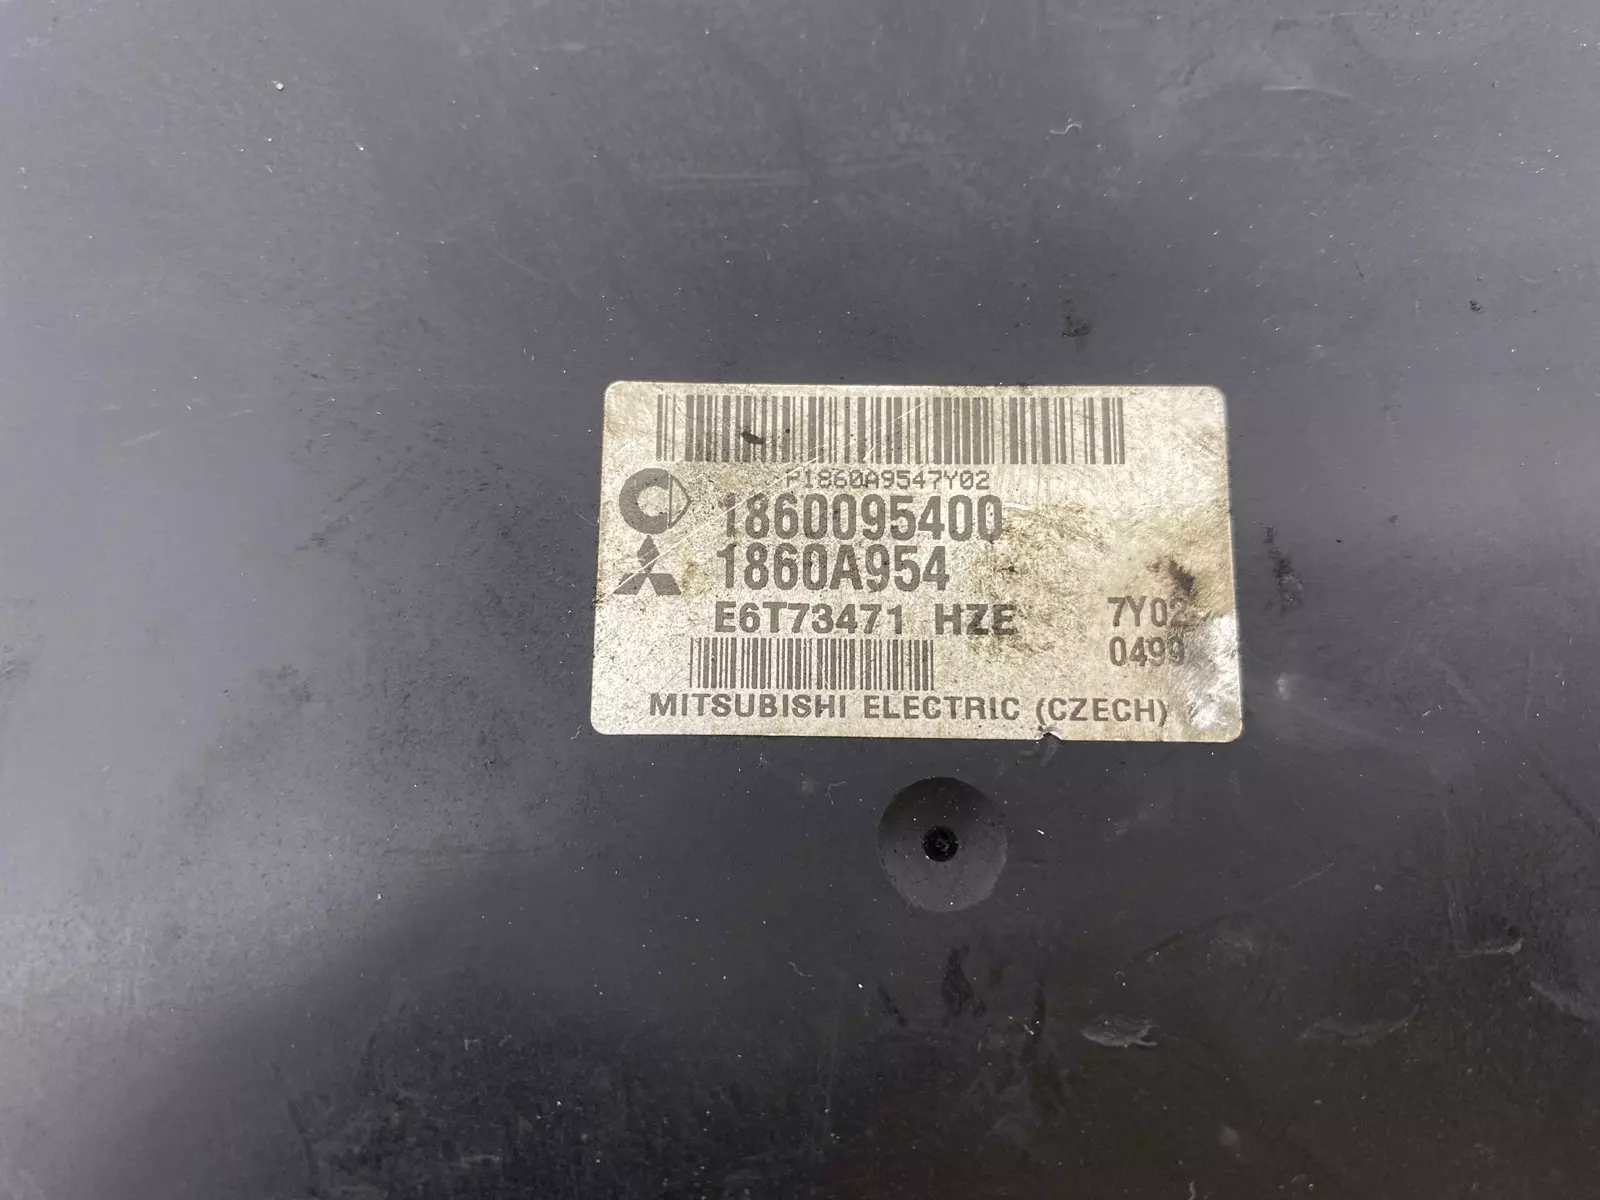 P1860A9547Y02
1860095400
1860A954
E6T73471 HZE 7Y02
0499
MITSUBISHI ELECTRIC (CZECH)